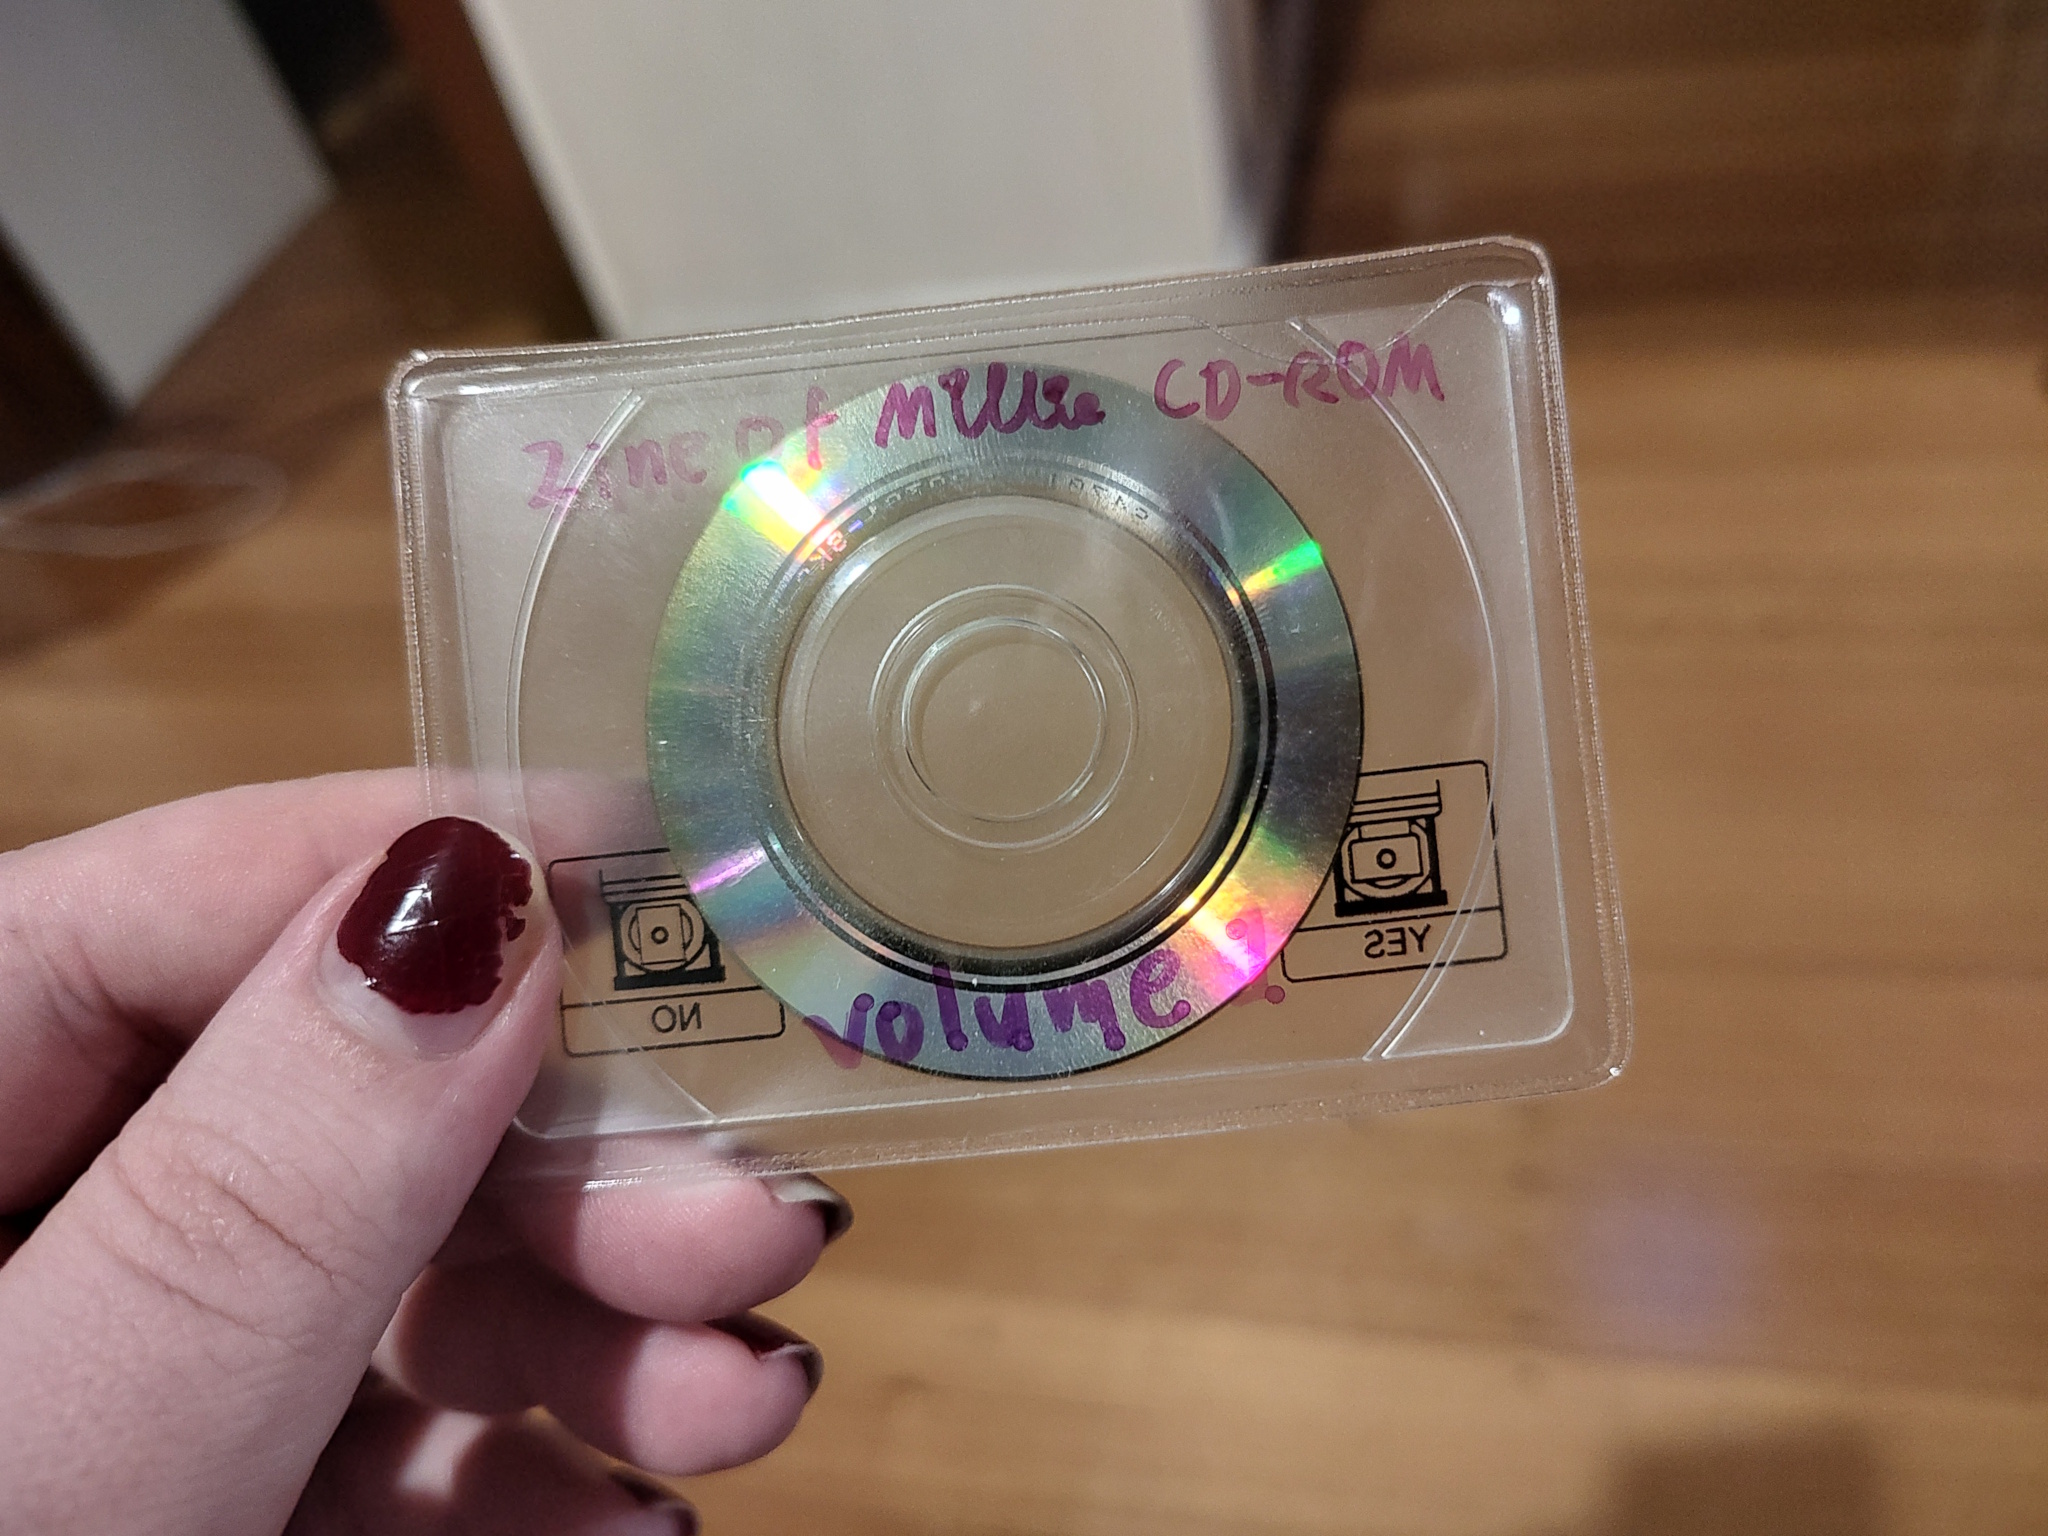 Zine of Millie CD-ROM
NO
YES
Volume 1